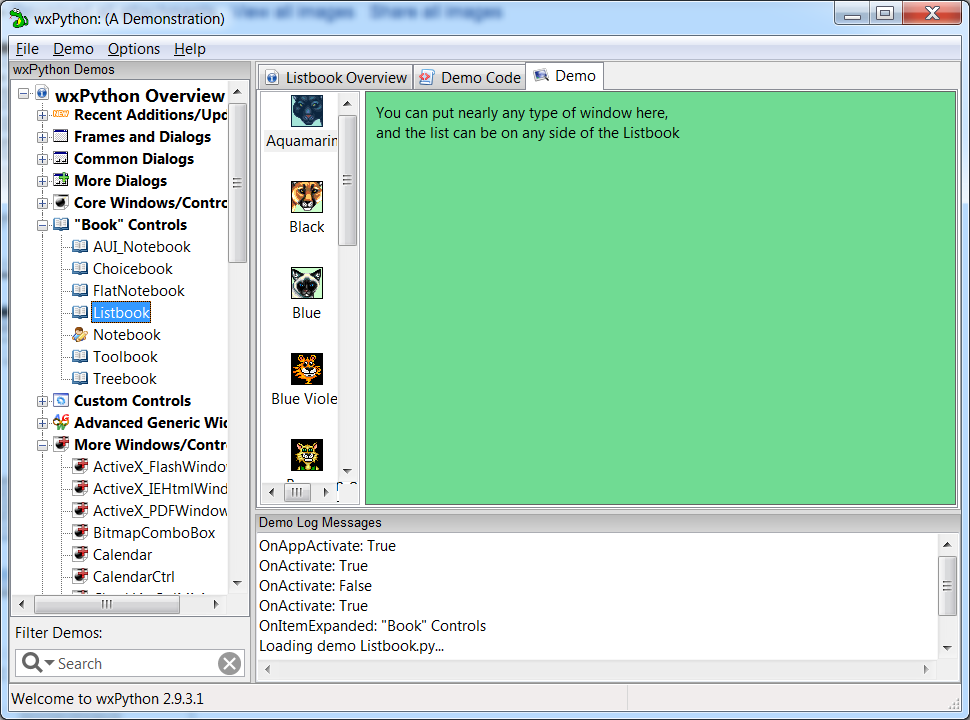 View all images Share all images
wxPython: (A Demonstration)
File Demo Options Help
wxPython Demos
wxPython Overview
NEW Recent Additions/Upd
Frames and Dialogs
Common Dialogs
More Dialogs
Core Windows/Contro
"Book" Controls
AUI_Notebook
Choicebook
FlatNotebook
Listbook
Notebook
Toolbook
Treebook
Custom Controls
Advanced Generic Wid
More Windows/Contr
ActiveX_FlashWindo
ActiveX_IEHtmlWind
ActiveX_PDFWindow
BitmapComboBox
Calendar
CalendarCtrl
Filter Demos:
Search
Listbook Overview Demo Code Demo
Aquamarin
Black
Blue
Blue Viole
You can put nearly any type of window here,
and the list can be on any side of the Listbook
Demo Log Messages
OnAppActivate: True
OnActivate: True
OnActivate: False
OnActivate: True
OnItemExpanded: "Book" Controls
Loading demo Listbook.py...
Welcome to wxPython 2.9.3.1